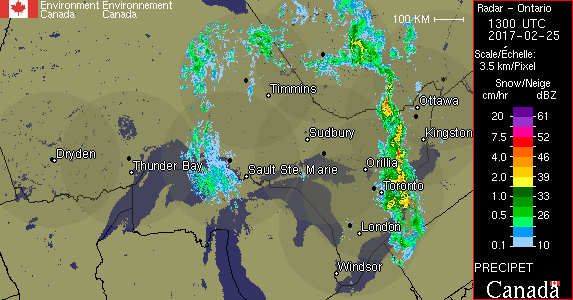 Environment Environnement
Canada Canada
100 KM
Timmins
Ottawa
Sudbury
Kingston
Dryden
Thunder Bay
Sault Ste. Marie
Orillia
Toronto
London
Windsor
Radar - Ontario
1300 UTC
2017-02-25
Scale/Échelle:
3.5 km/Pixel
Snow/Neige
cm/hr dBZ
20 61
7.5 52
4.0 46
2.0 39
1.0 33
0.5 26
0.1 10
PRECIPET
Canada